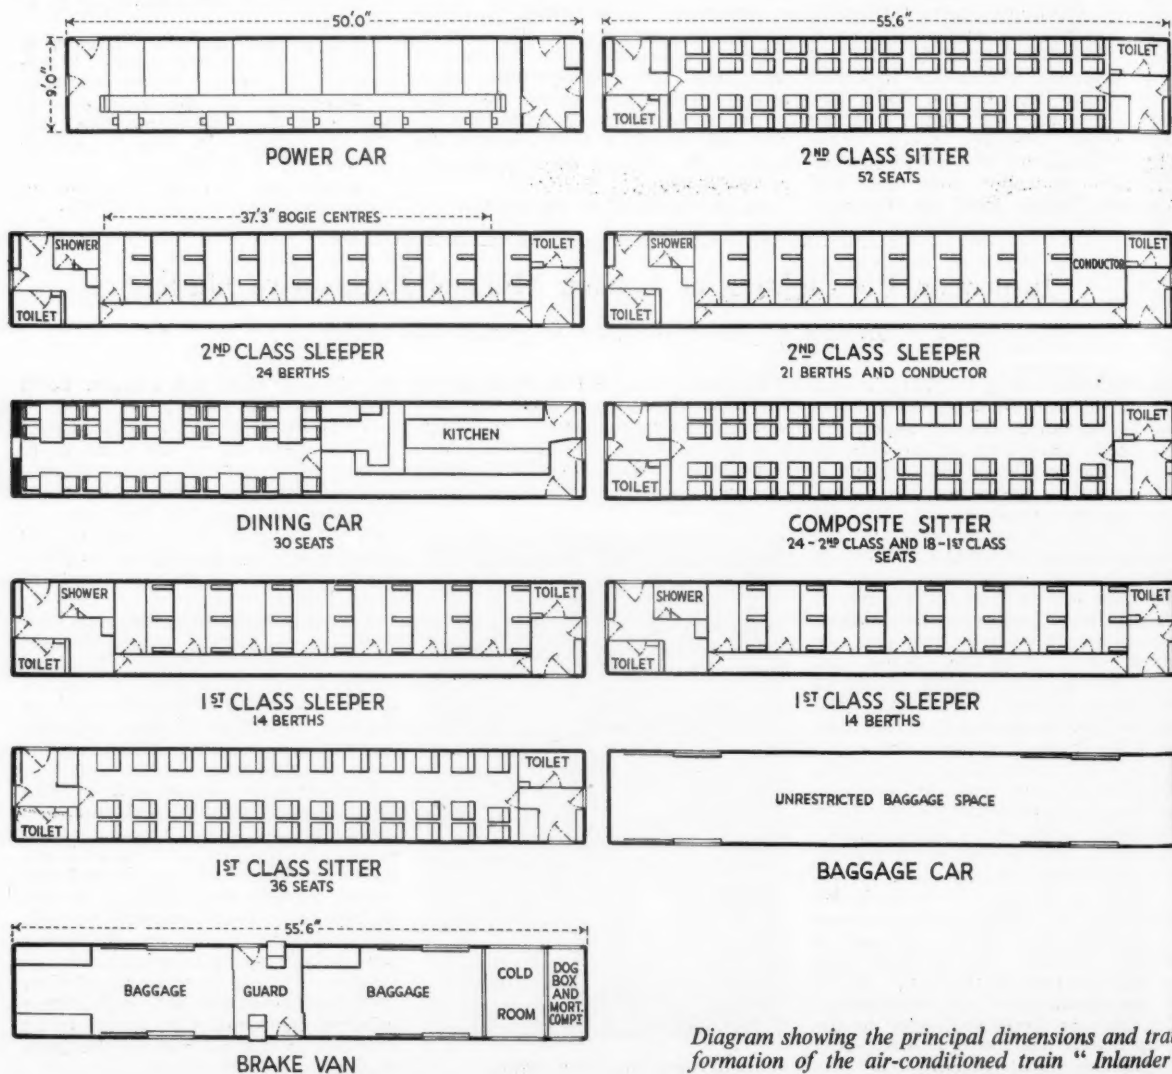 50'.0"
55'.6"
9'.0"
TOILET
TOILET
POWER CAR
2ND CLASS SITTER
52 SEATS
37'.3" BOGIE CENTRES
SHOWER
TOILET
TOILET
SHOWER
TOILET
CONDUCTOR
TOILET
2ND CLASS SLEEPER
24 BERTHS
2ND CLASS SLEEPER
21 BERTHS AND CONDUCTOR
KITCHEN
TOILET
TOILET
DINING CAR
30 SEATS
COMPOSITE SITTER
24 - 2ND CLASS AND 18 - 1ST CLASS
SEATS
SHOWER
TOILET
TOILET
SHOWER
TOILET
TOILET
1ST CLASS SLEEPER
14 BERTHS
1ST CLASS SLEEPER
14 BERTHS
TOILET
TOILET
1ST CLASS SITTER
36 SEATS
UNRESTRICTED BAGGAGE SPACE
BAGGAGE CAR
55'.6"
BAGGAGE
GUARD
BAGGAGE
COLD
ROOM
DOG
BOX
AND
MORT.
COMPT
BRAKE VAN
Diagram showing the principal dimensions and
formation of the air-conditioned train “ Inlander